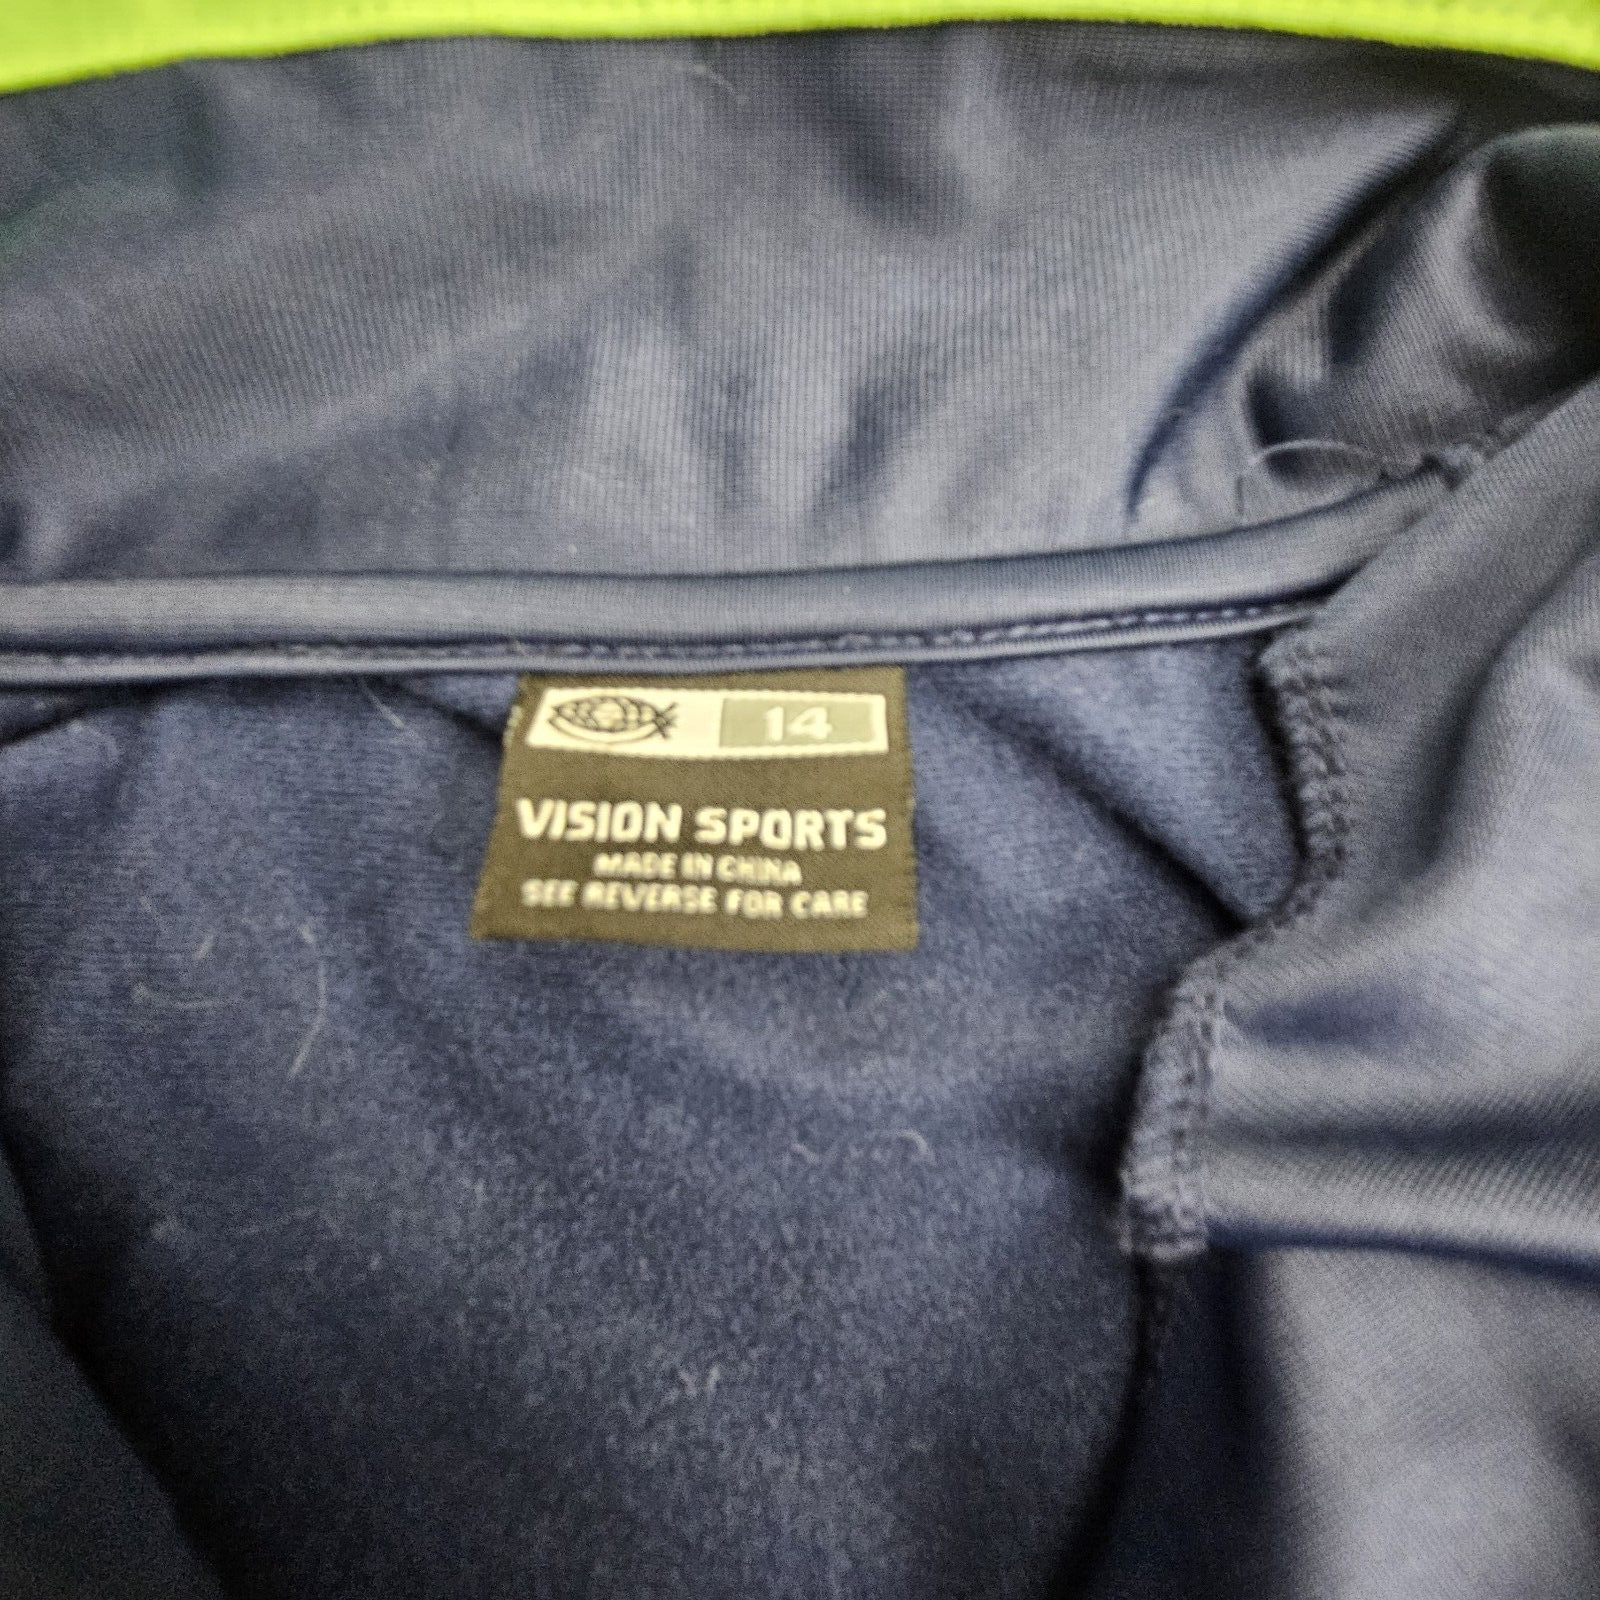 14
VISION SPORTS
MADE IN CHINA
SEE REVERSE FOR CARE